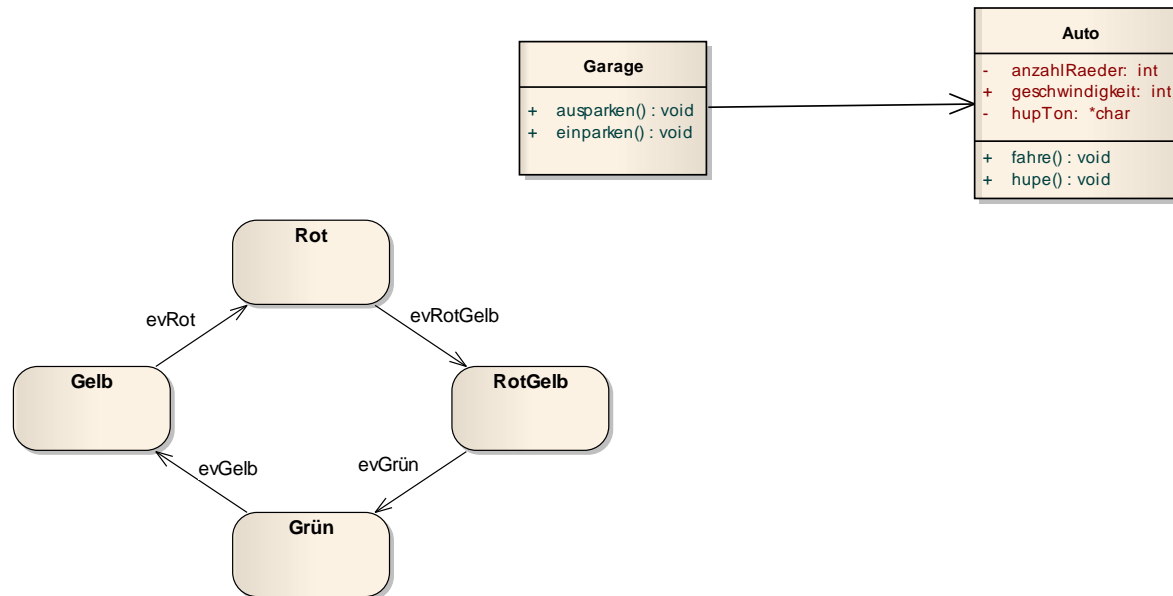 Garage
+ ausparken() : void
+ einparken() : void
Auto
- anzahlRaeder: int
+ geschwindigkeit: int
- hupTon: *char
+ fahre() : void
+ hupe() : void
Rot
evRot
evRotGelb
Gelb
RotGelb
evGelb
evGrün
Grün